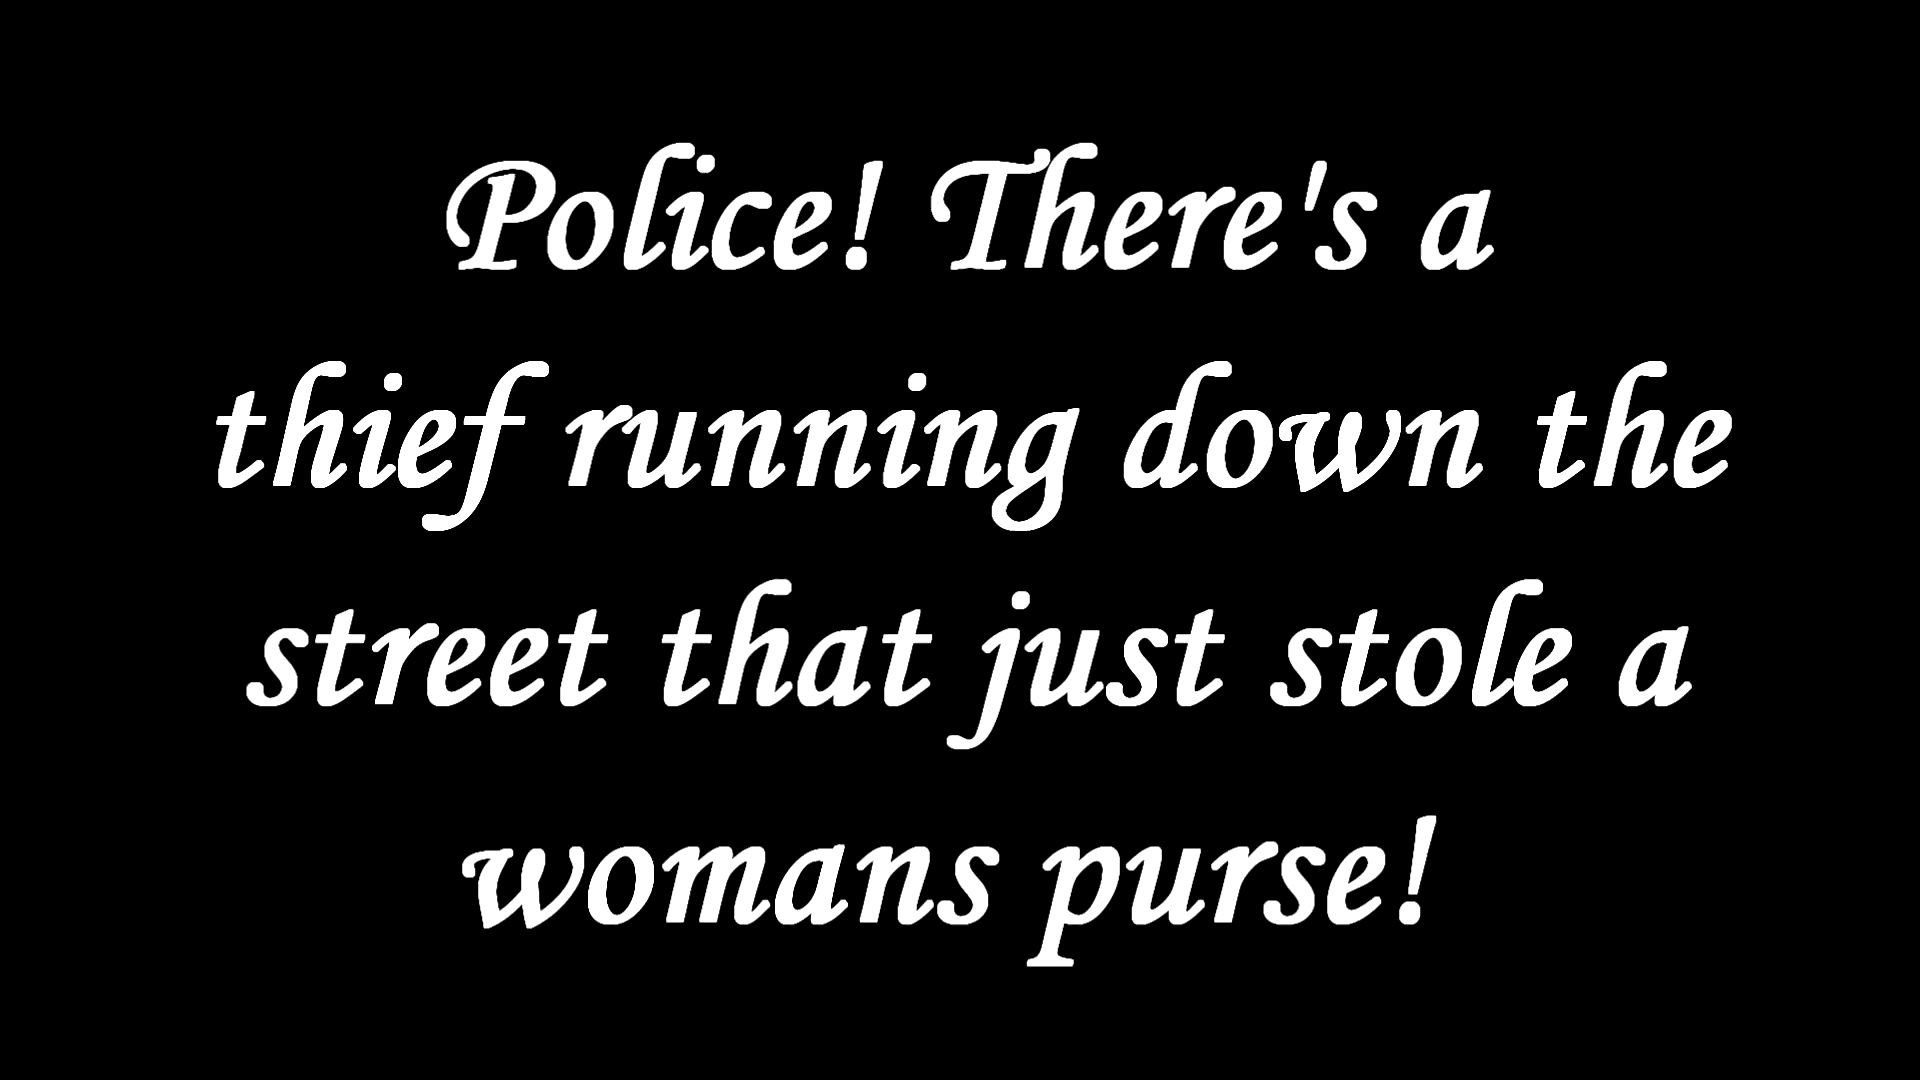 Police! There's a
thief running down the
street that just stole a
womans purse!